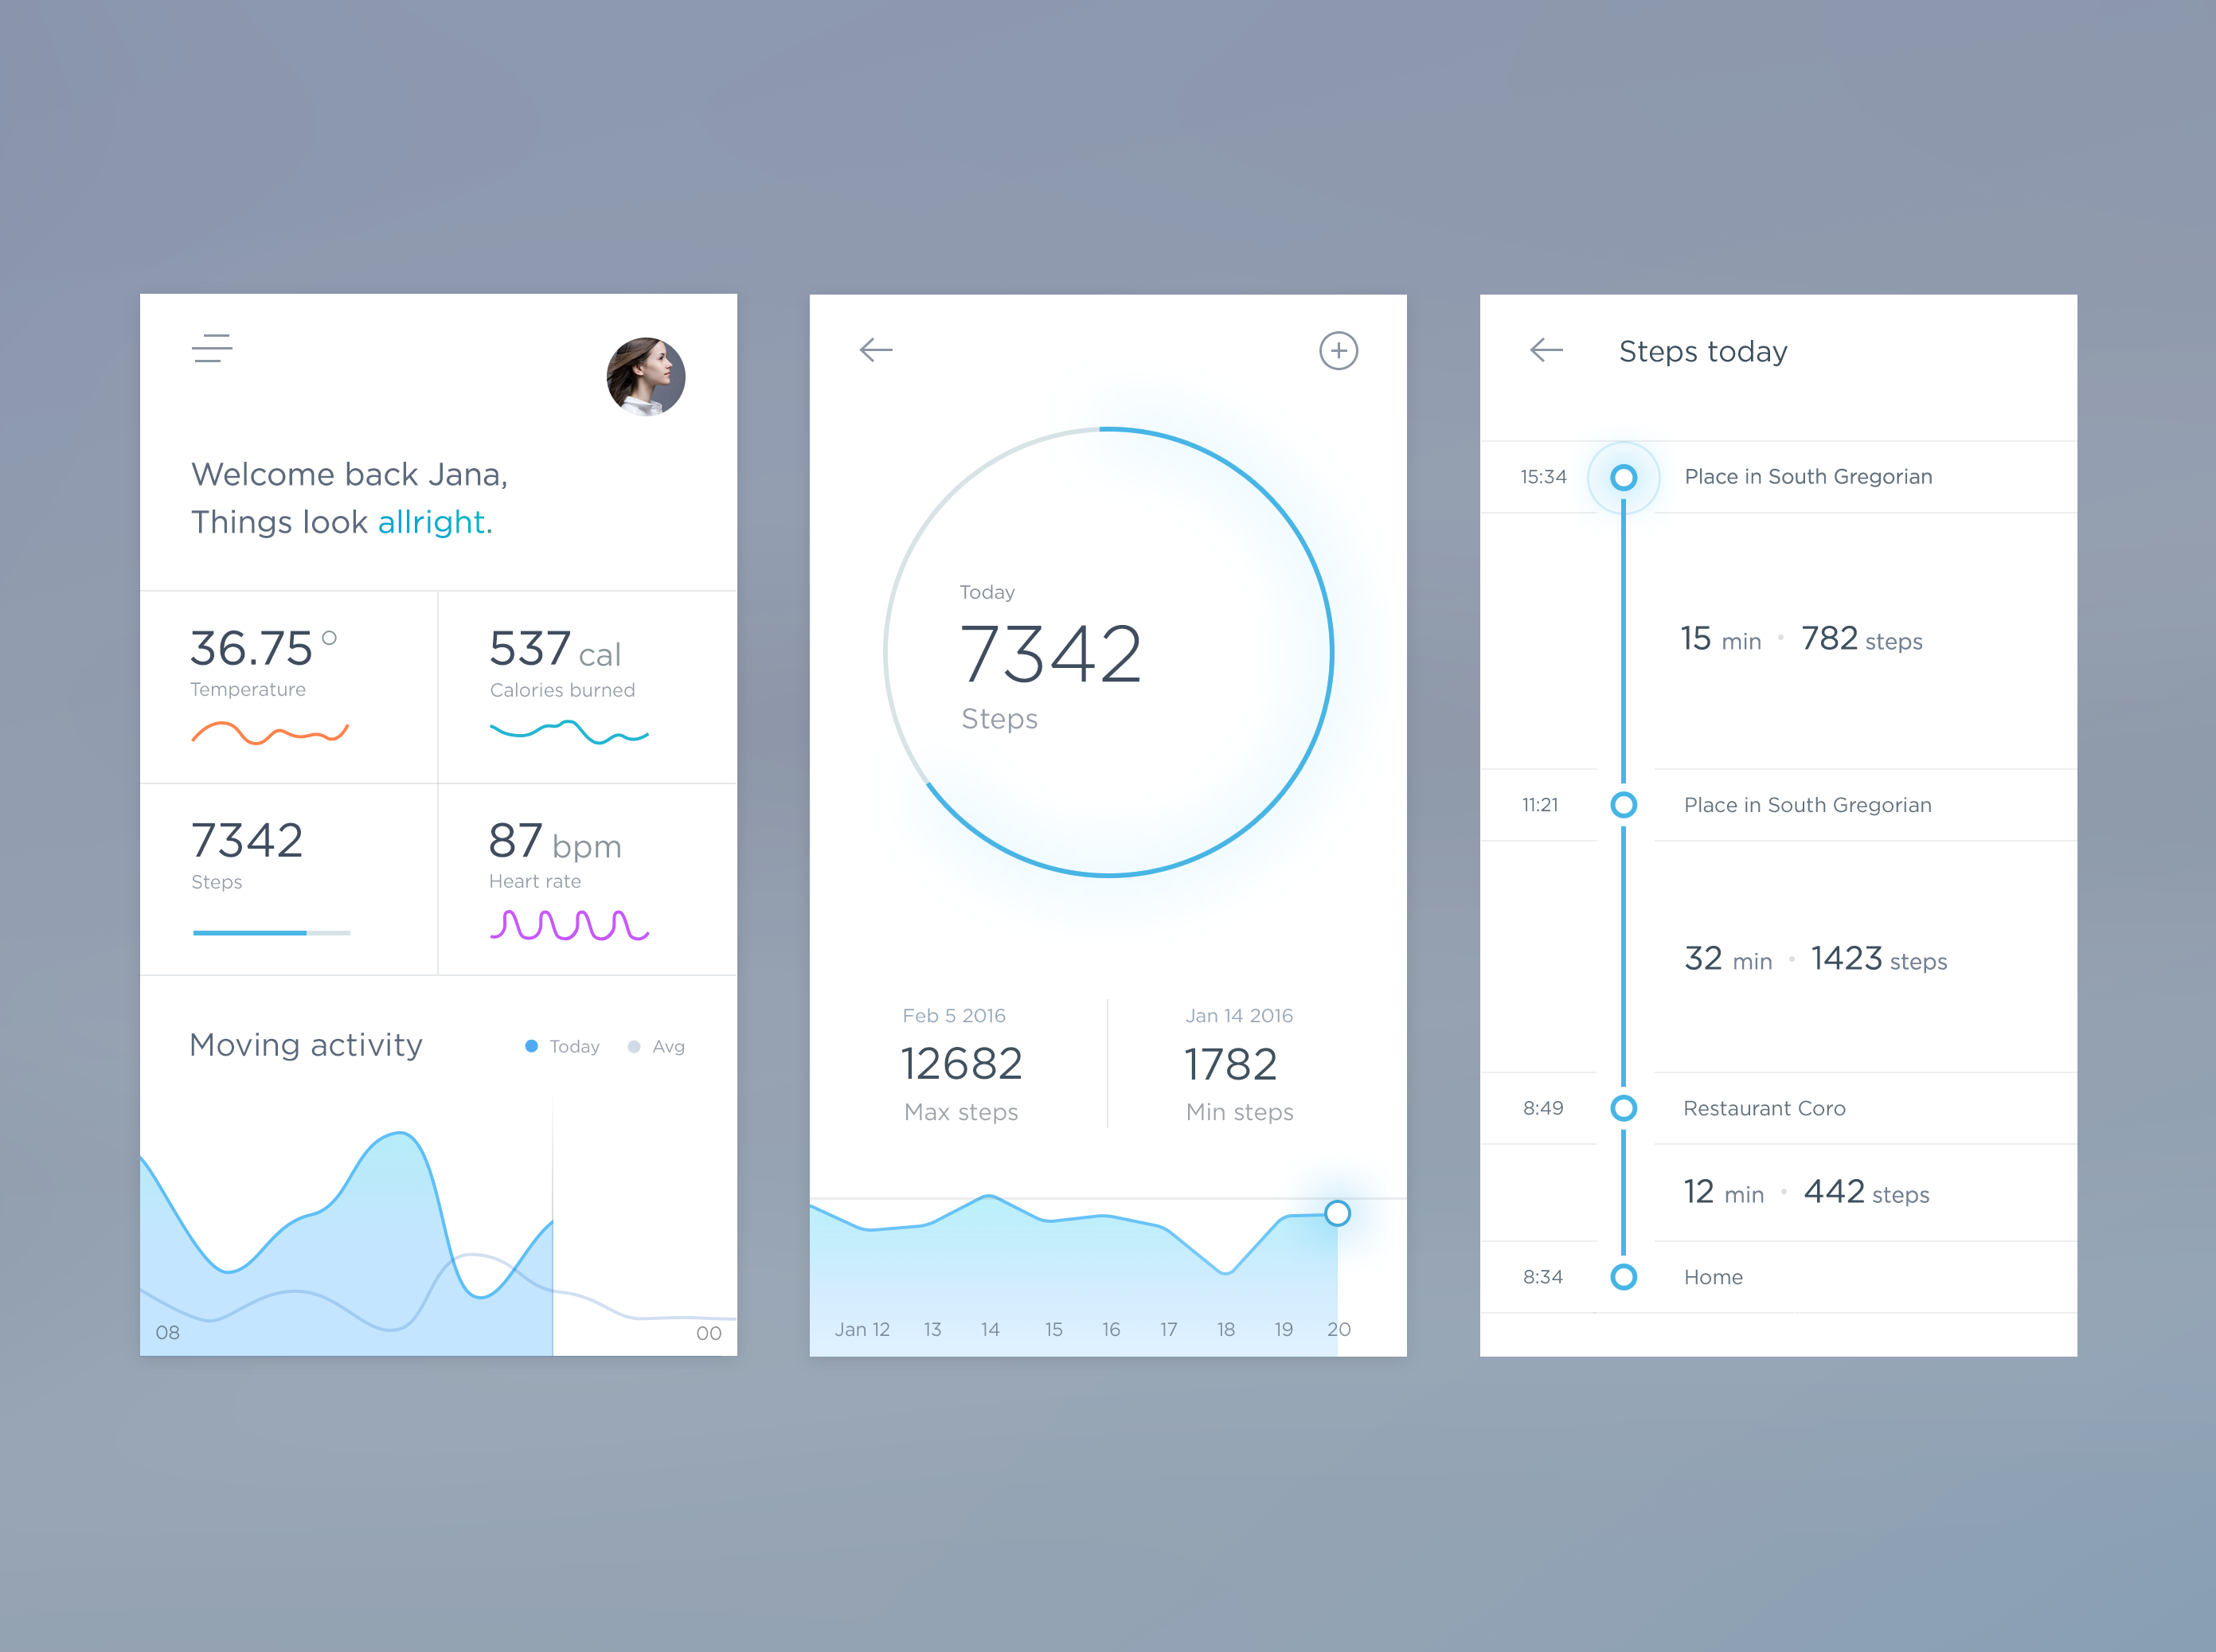 Welcome back Jana,
Things look allright.
36.75°
Temperature
537 cal
Calories burned
7342
Steps
87 bpm
Heart rate
Moving activity
Today
Avg
08
00
Today
7342
Steps
Feb 5 2016
12682
Max steps
Jan 14 2016
1782
Min steps
Jan 12 13 14 15 16 17 18 19 20
Steps today
15:34 Place in South Gregorian
15 min • 782 steps
11:21 Place in South Gregorian
32 min • 1423 steps
8:49 Restaurant Coro
12 min • 442 steps
8:34 Home